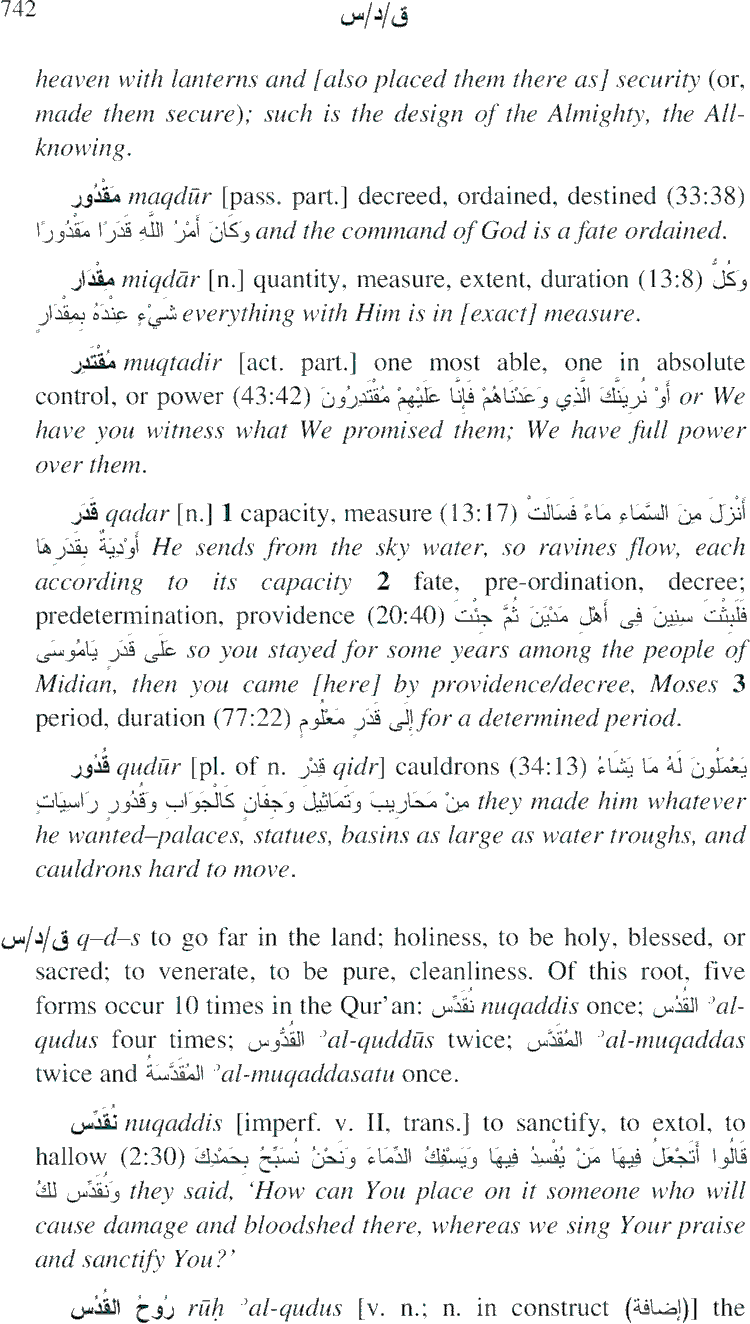 742
ق/د/س
heaven with lanterns and [also placed them there as] security (or,
made them secure); such is the design of the Almighty, the All-
knowing.
مَقْدُور maqdūr [pass. part.] decreed, ordained, destined (33:38)
وَكَانَ أَمْرُ اللَّهِ قَدَرًا مَقْدُورًا and the command of God is a fate ordained.
مِقْدَار miqdār [n.] quantity, measure, extent, duration (13:8) وَكُلُّ
شَيْءٍ عِنْدَهُ بِمِقْدَارٍ everything with Him is in [exact] measure.
مُقْتَدِر muqtadir [act. part.] one most able, one in absolute
control, or power (43:42) أَوْ نُرِيَنَّكَ الَّذِي وَعَدْنَاهُمْ فَإِنَّا عَلَيْهِمْ مُقْتَدِرُونَ or We
have you witness what We promised them; We have full power
over them.
قَدَر qadar [n.] 1 capacity, measure (13:17) أَنْزَلَ مِنَ السَّمَاءِ مَاءً فَسَالَتْ
أَوْدِيَةٌ بِقَدَرِهَا He sends from the sky water, so ravines flow, each
according to its capacity 2 fate, pre-ordination, decree;
predetermination, providence (20:40) فَلَبِثْتَ سِنِينَ فِى أَهْلِ مَدْيَنَ ثُمَّ جِئْتَ
عَلَى قَدَرٍ يَامُوسَى so you stayed for some years among the people of
Midian, then you came [here] by providence/decree, Moses 3
period, duration (77:22) إِلَى قَدَرٍ مَعْلُومٍ for a determined period.
قُدُور qudūr [pl. of n. قِدْر qidr] cauldrons (34:13) يَعْمَلُونَ لَهُ مَا يَشَاءُ
مِنْ مَحَارِيبَ وَتَمَاثِيلَ وَجِفَانٍ كَالْجَوَابِ وَقُدُورٍ رَاسِيَاتٍ they made him whatever
he wanted–palaces, statues, basins as large as water troughs, and
cauldrons hard to move.
ق/د/س q–d–s to go far in the land; holiness, to be holy, blessed, or
sacred; to venerate, to be pure, cleanliness. Of this root, five
forms occur 10 times in the Qur’an: نُقَدِّس nuqaddis once; القُدُس ʾal-
qudus four times; القُدُّوس ʾal-quddūs twice; المُقَدَّس ʾal-muqaddas
twice and المُقَدَّسَةُ ʾal-muqaddasatu once.
نُقَدِّس nuqaddis [imperf. v. II, trans.] to sanctify, to extol, to
hallow (2:30) قَالُوا أَتَجْعَلُ فِيهَا مَنْ يُفْسِدُ فِيهَا وَيَسْفِكُ الدِّمَاءَ وَنَحْنُ نُسَبِّحُ بِحَمْدِكَ
وَنُقَدِّس لَكَ they said, ‘How can You place on it someone who will
cause damage and bloodshed there, whereas we sing Your praise
and sanctify You?’
رُوحُ القُدُس rūḥ ʾal-qudus [v. n.; n. in construct (إضافة)] the